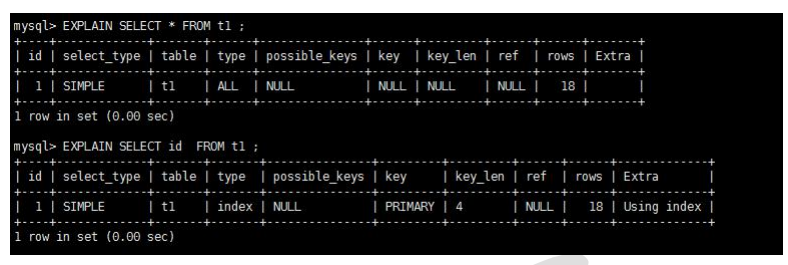 mysql> EXPLAIN SELECT * FROM t1 ;
+----+-------------+-------+------+---------------+------+---------+------+------+-------+
| id | select_type | table | type | possible_keys | key | key_len | ref | rows | Extra |
+----+-------------+-------+------+---------------+------+---------+------+------+-------+
| 1 | SIMPLE | t1 | ALL | NULL | NULL | NULL | NULL | 18 | |
+----+-------------+-------+------+---------------+------+---------+------+------+-------+
1 row in set (0.00 sec)
mysql> EXPLAIN SELECT id  FROM t1 ;
+----+-------------+-------+-------+---------------+---------+---------+------+------+-------------+
| id | select_type | table | type | possible_keys | key | key_len | ref | rows | Extra |
+----+-------------+-------+-------+---------------+---------+---------+------+------+-------------+
| 1 | SIMPLE | t1 | index | NULL | PRIMARY | 4 | NULL | 18 | Using index |
+----+-------------+-------+-------+---------------+---------+---------+------+------+-------------+
1 row in set (0.00 sec)